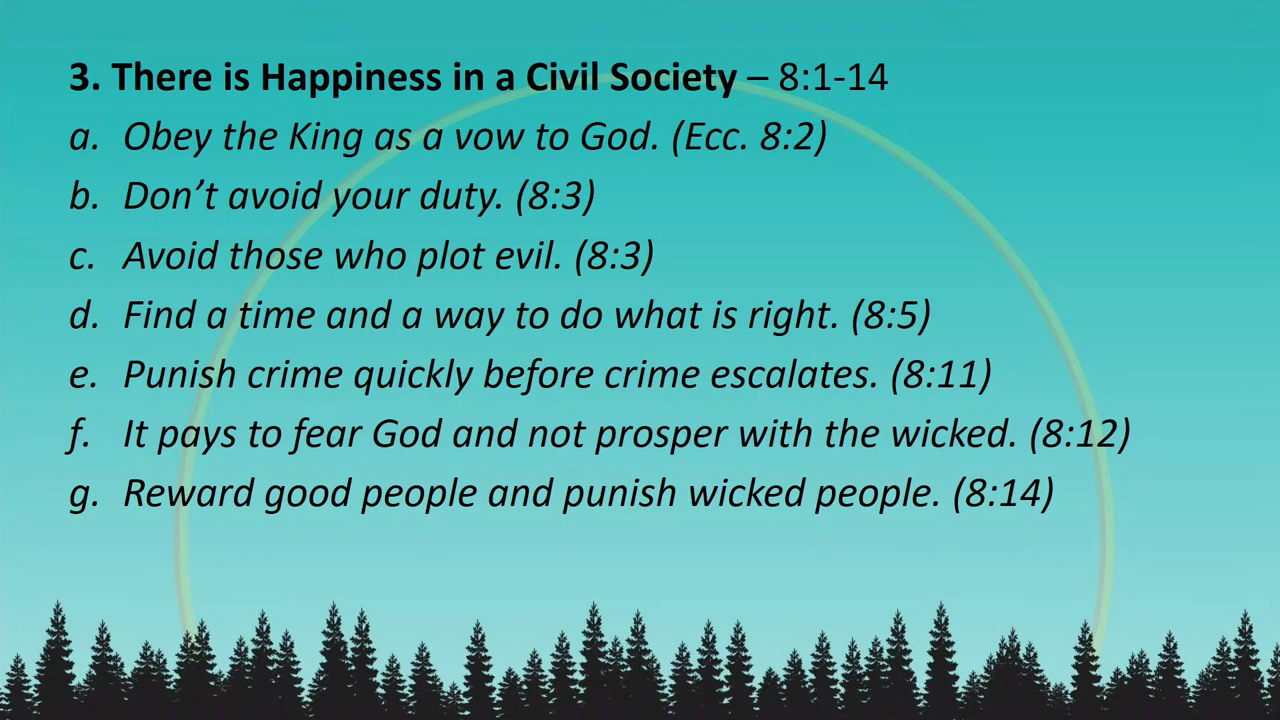 3. There is Happiness in a Civil Society – 8:1-14
a. Obey the King as a vow to God. (Ecc. 8:2)
b. Don’t avoid your duty. (8:3)
c. Avoid those who plot evil. (8:3)
d. Find a time and a way to do what is right. (8:5)
e. Punish crime quickly before crime escalates. (8:11)
f. It pays to fear God and not prosper with the wicked. (8:12)
g. Reward good people and punish wicked people. (8:14)